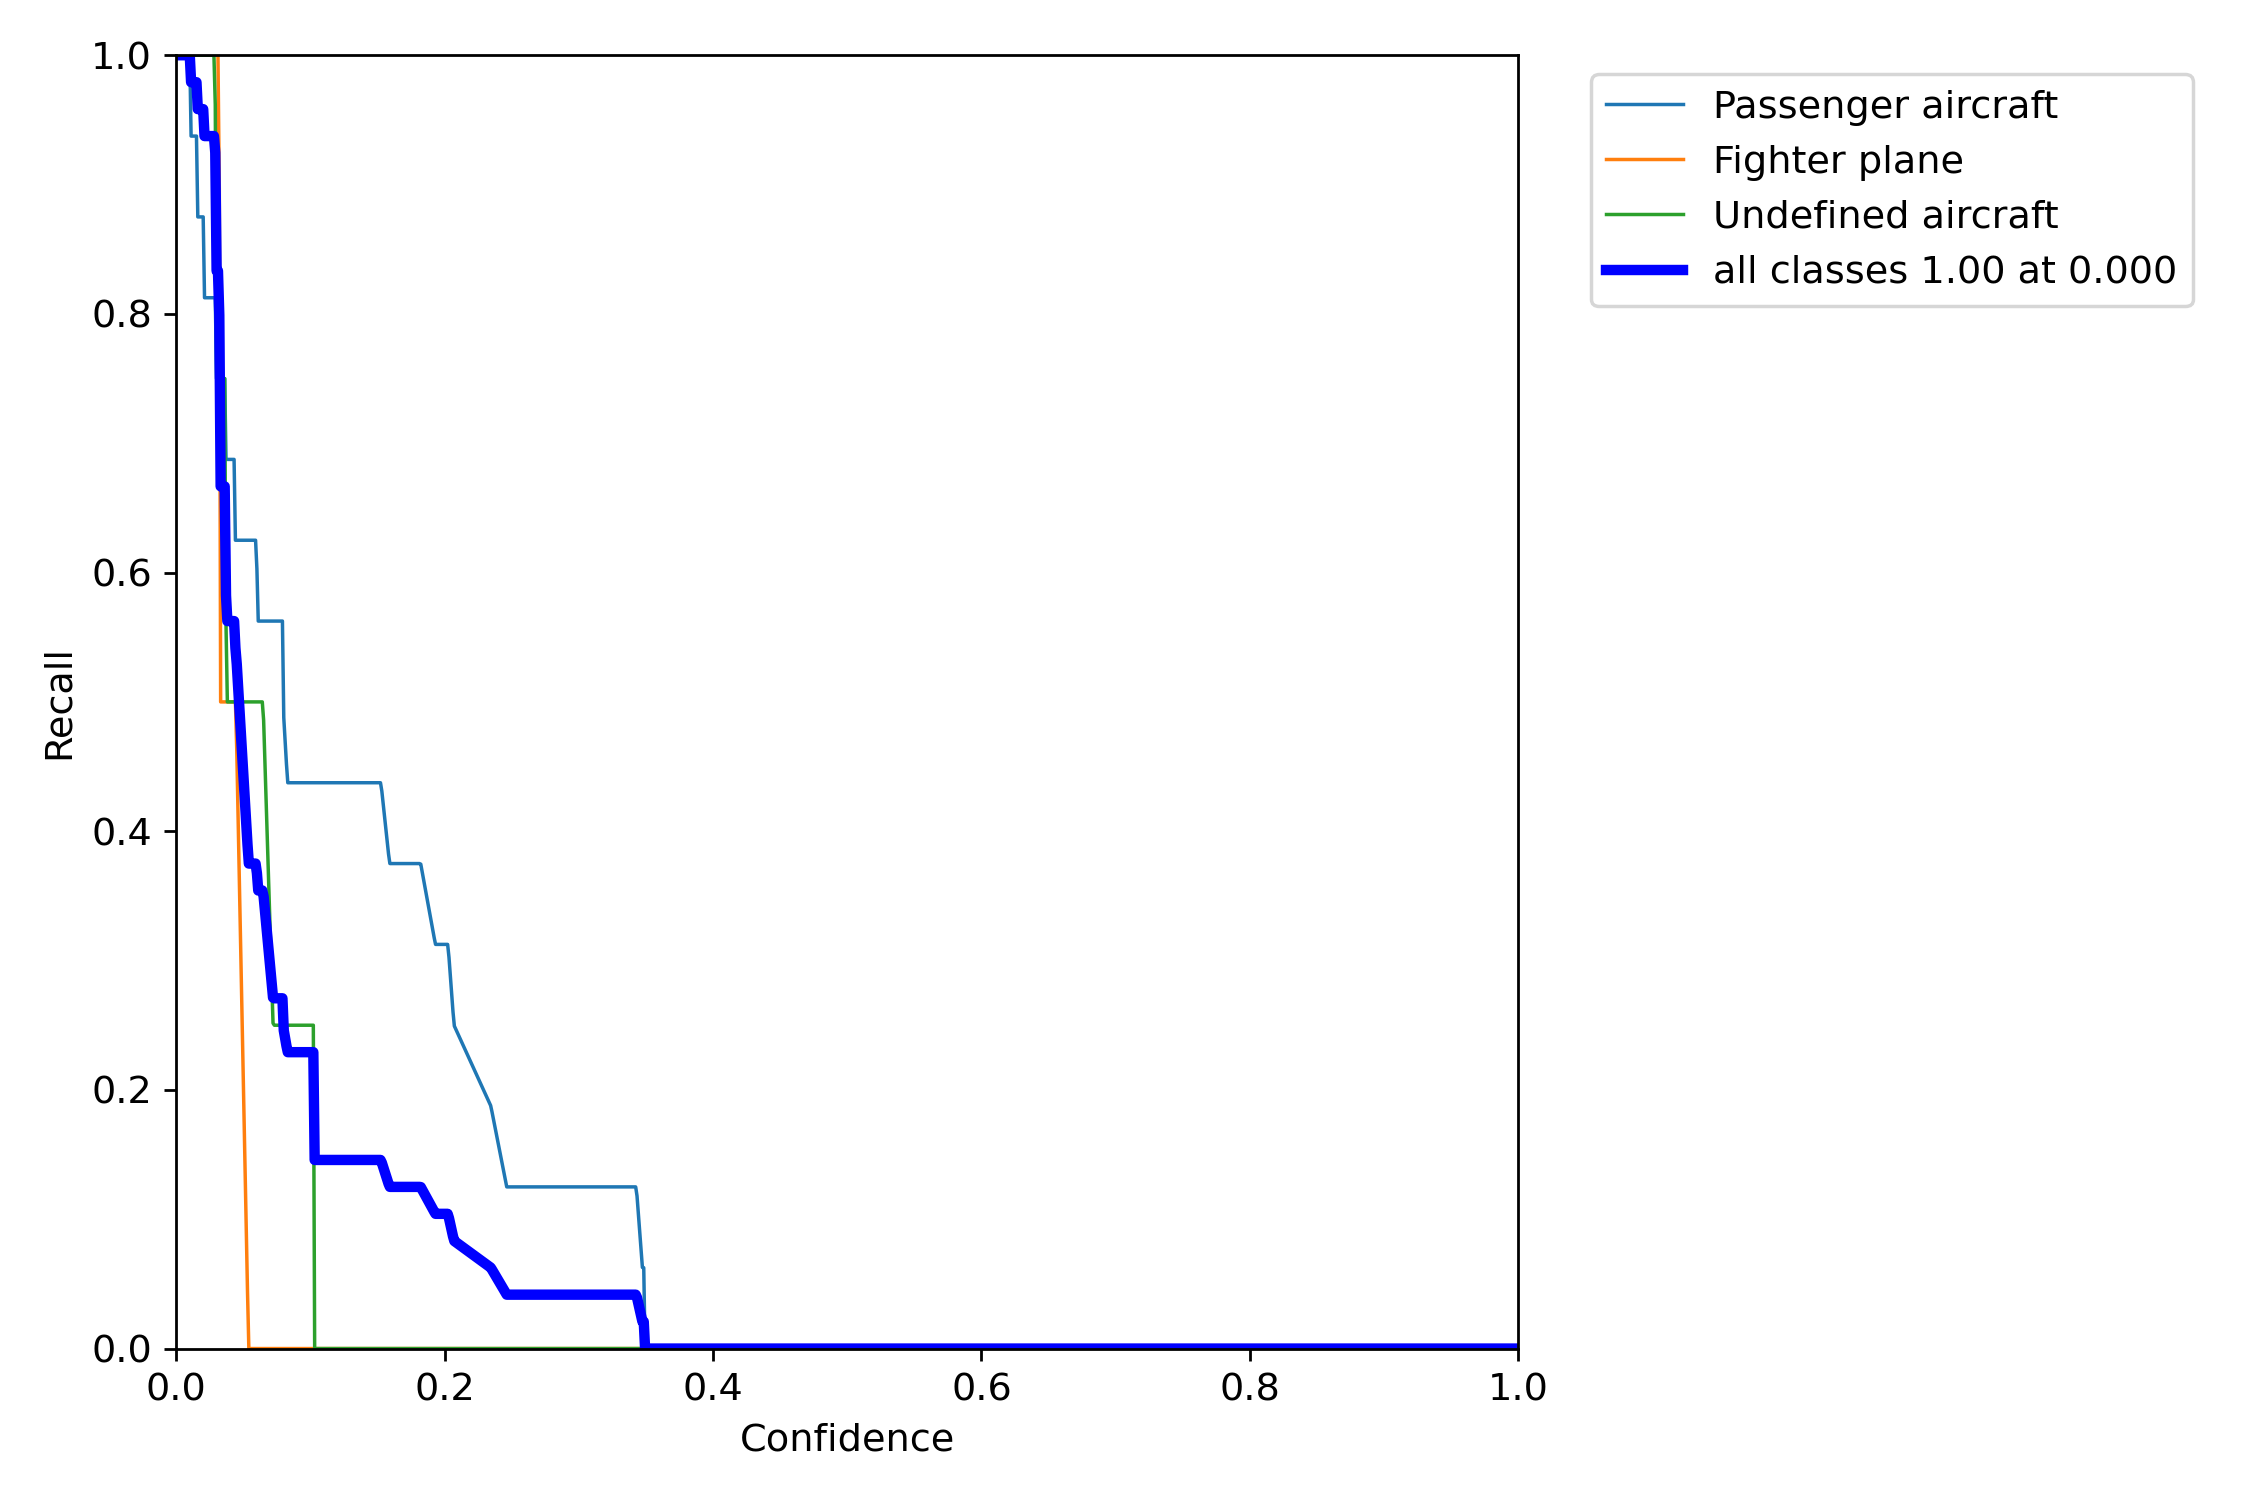 1.0
0.8
0.6
0.4
0.2
0.0
0.0 0.2 0.4 0.6 0.8 1.0
Recall
Confidence
Passenger aircraft
Fighter plane
Undefined aircraft
all classes 1.00 at 0.000